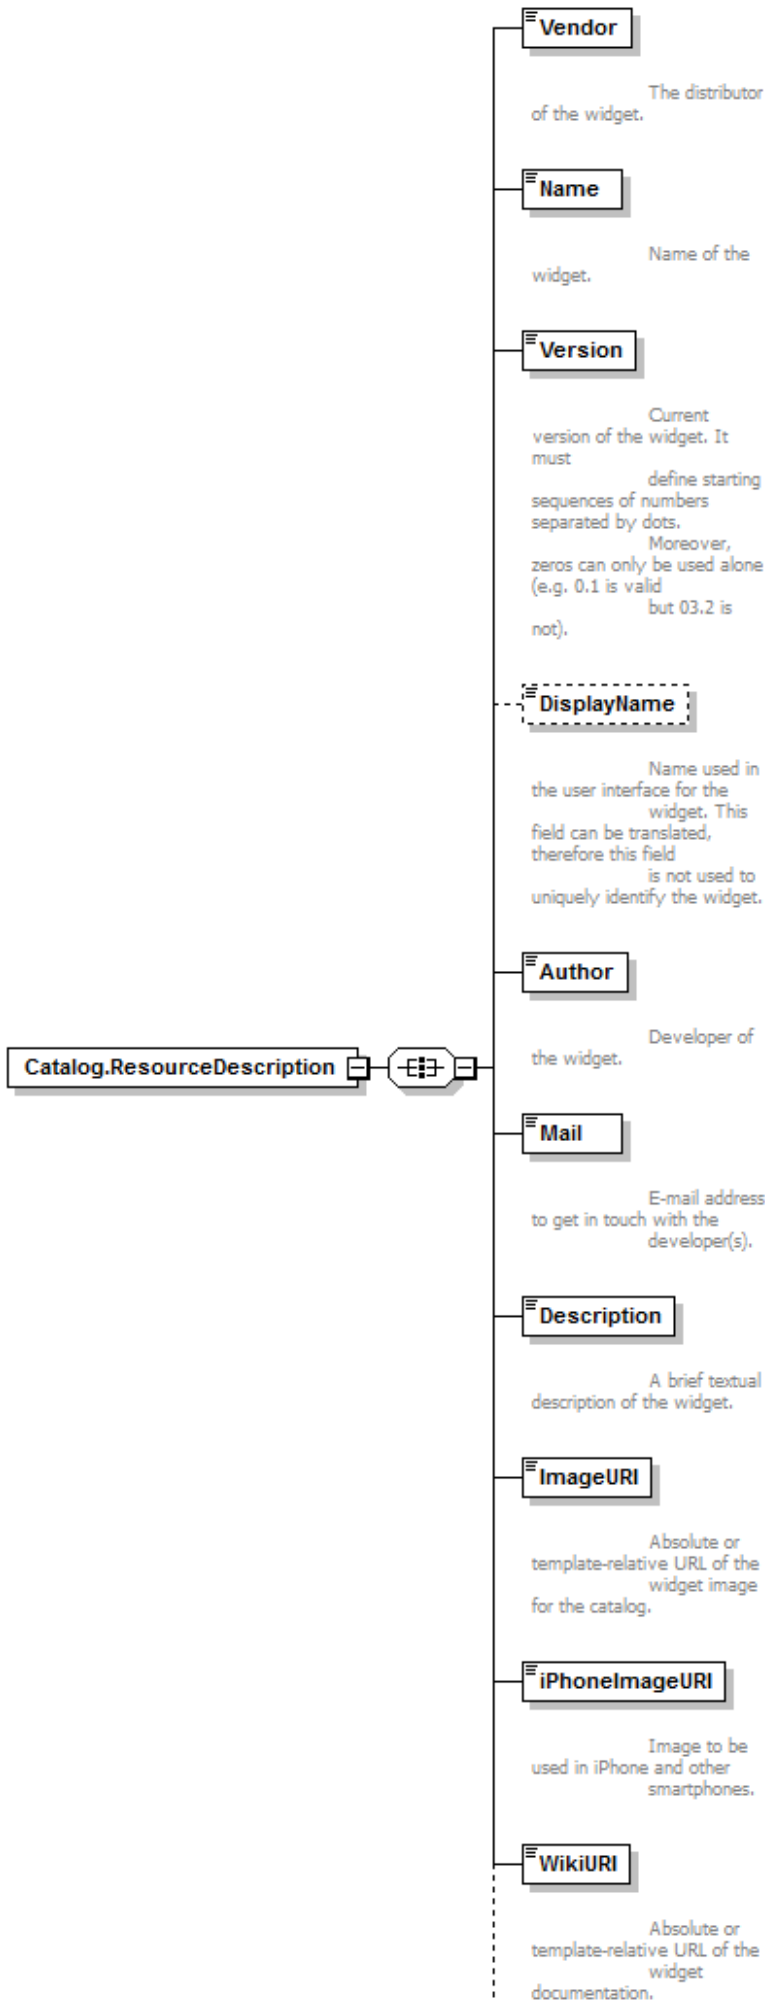 Vendor
The distributor
of the widget.
Name
Name of the
widget.
Version
Current
version of the widget. It
must
define starting
sequences of numbers
separated by dots.
Moreover,
zeros can only be used alone
(e.g. 0.1 is valid
but 03.2 is
not).
DisplayName
Name used in
the user interface for the
widget. This
field can be translated,
therefore this field
is not used to
uniquely identify the widget.
Author
Developer of
the widget.
Catalog.ResourceDescription
Mail
E-mail address
to get in touch with the
developer(s).
Description
A brief textual
description of the widget.
ImageURI
Absolute or
template-relative URL of the
widget image
for the catalog.
iPhoneImageURI
Image to be
used in iPhone and other
smartphones.
WikiURI
Absolute or
template-relative URL of the
widget
documentation.